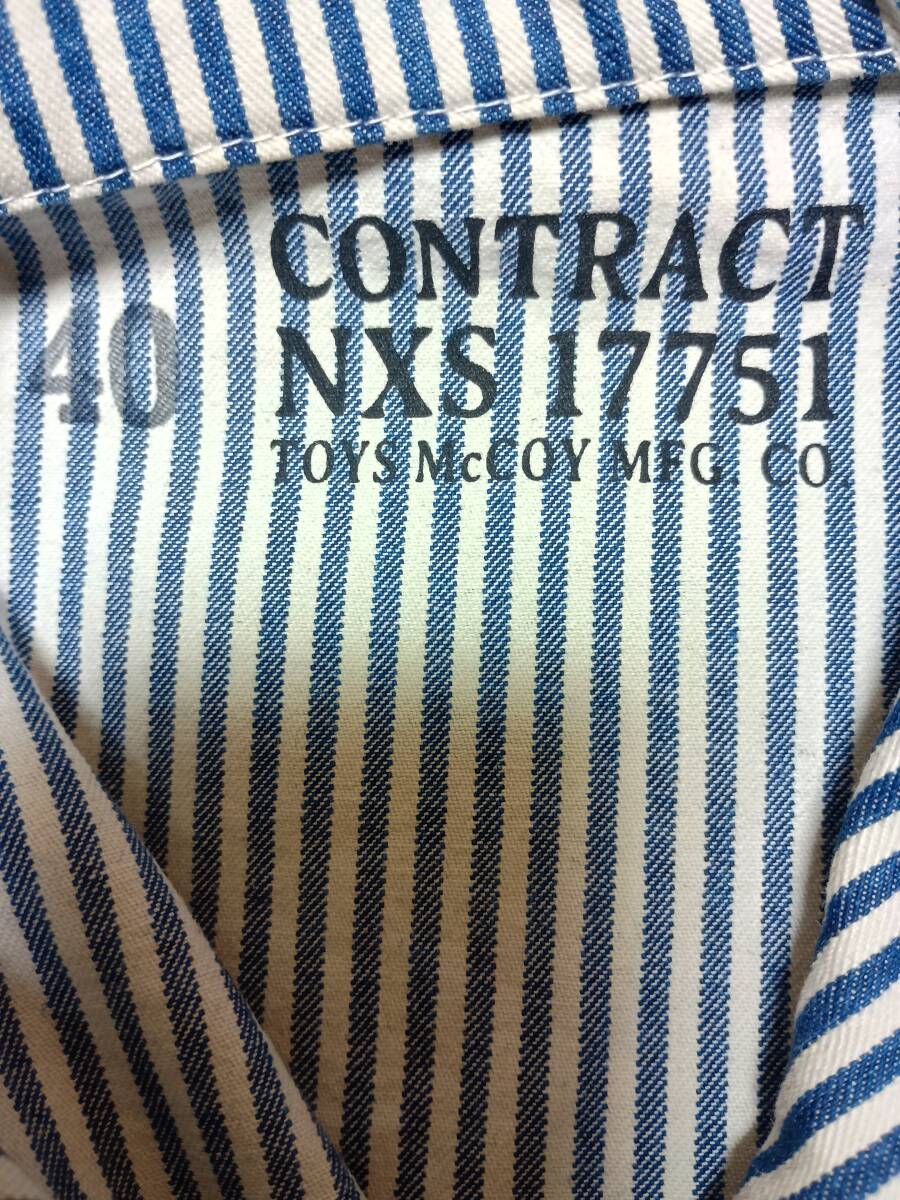 CONTRACT
40
NXS 17751
TOYS McCOY MFG. CO.